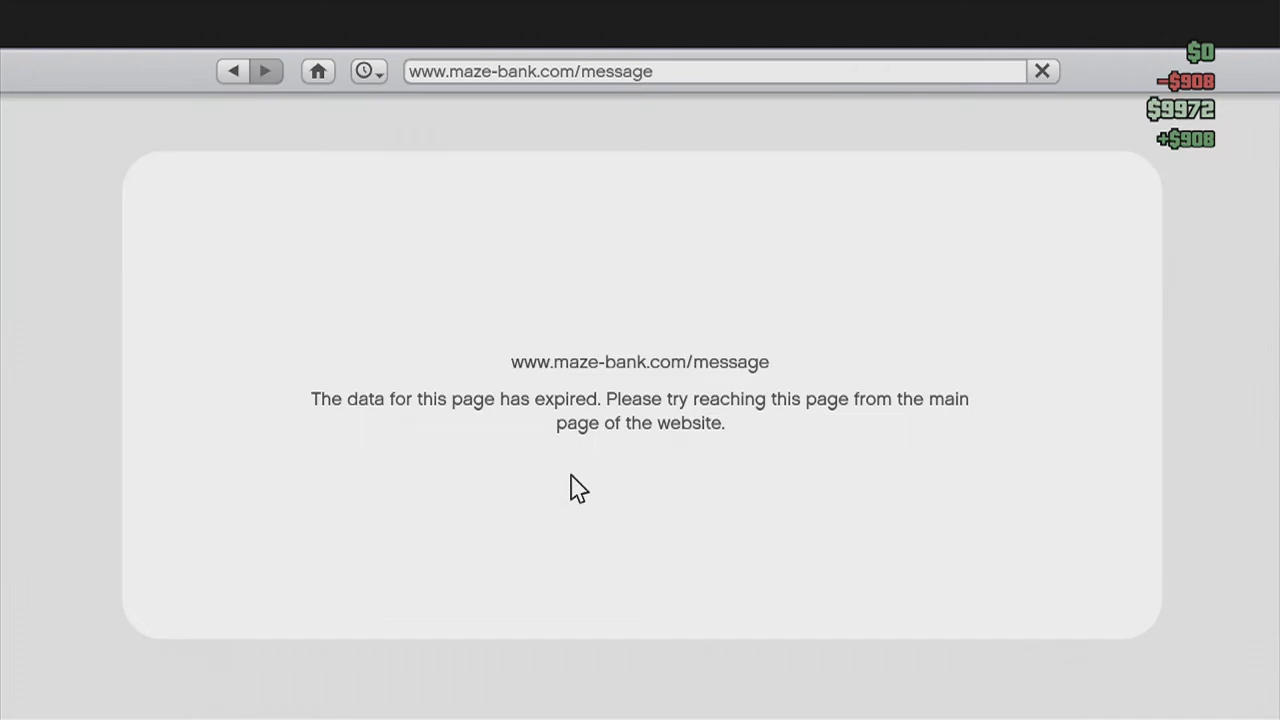 www.maze-bank.com/message
$0
-$908
$9972
+$908
www.maze-bank.com/message
The data for this page has expired. Please try reaching this page from the main
page of the website.